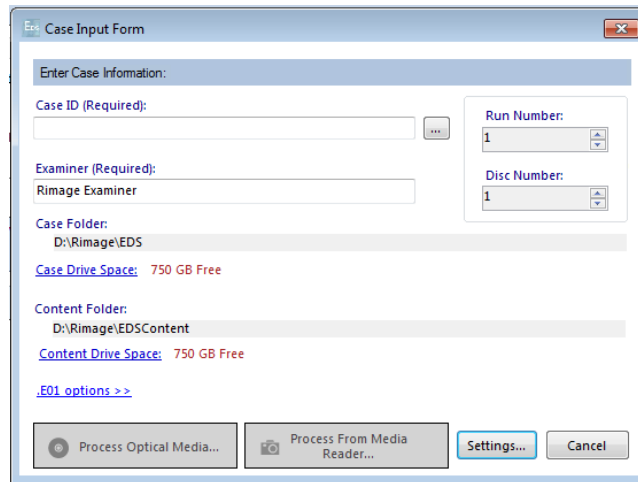 Case Input Form
Enter Case Information:
Case ID (Required):
...
Run Number:
1
Examiner (Required):
Rimage Examiner
Disc Number:
1
Case Folder:
D:\Rimage\EDS
Case Drive Space: 750 GB Free
Content Folder:
D:\Rimage\EDSContent
Content Drive Space: 750 GB Free
.E01 options >>
Process Optical Media...
Process From Media
Reader...
Settings...
Cancel